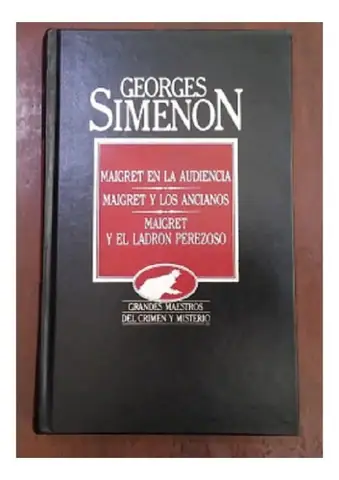 GEORGES
SIMENON
MAIGRET EN LA AUDIENCIA
MAIGRET Y LOS ANCIANOS
MAIGRET
Y EL LADRON PEREZOSO
GRANDES MAESTROS
DEL CRIMEN Y MISTERIO